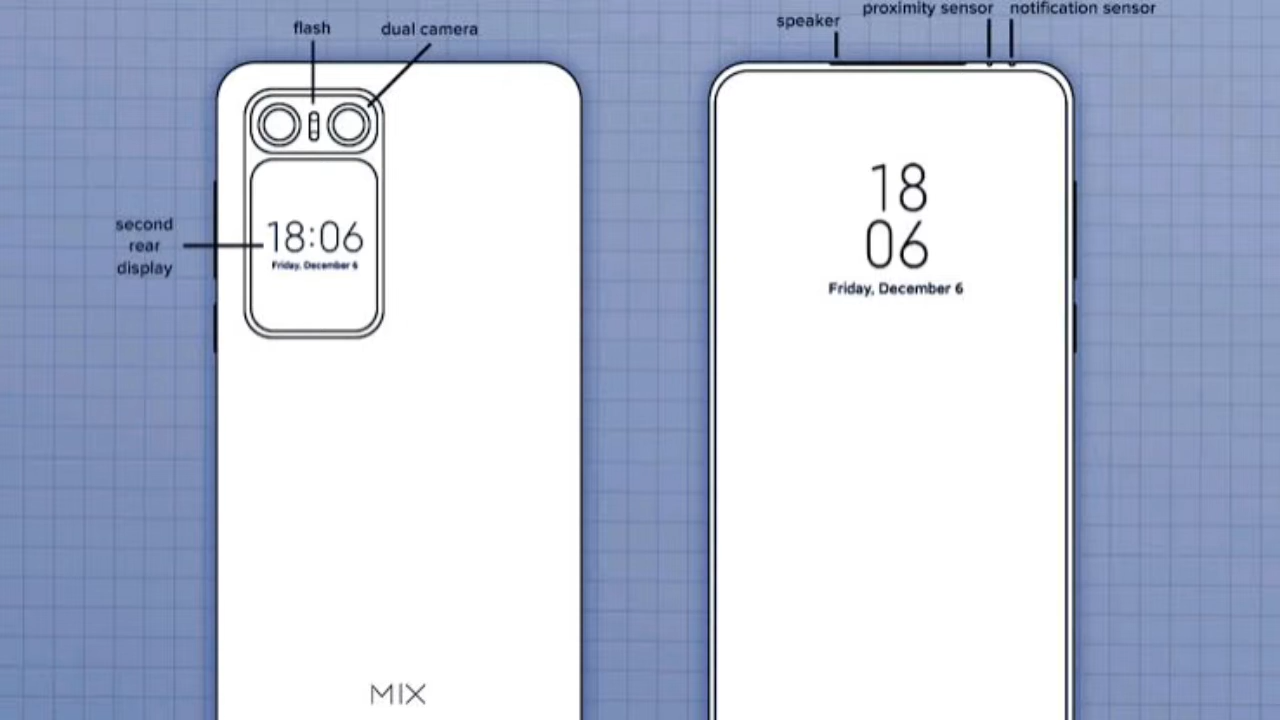 flash
dual camera
second
rear
display
18:06
Friday, December 6
MIX
speaker
proximity sensor
notification sensor
18
06
Friday, December 6